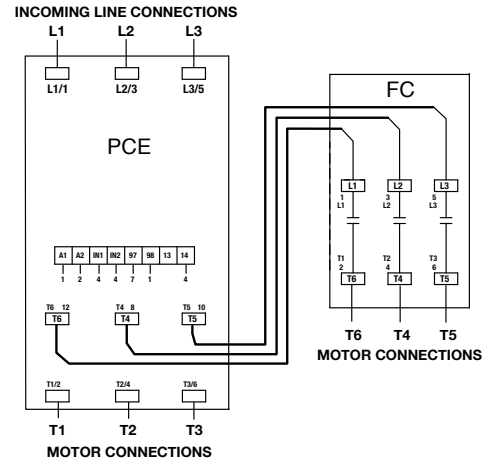 INCOMING LINE CONNECTIONS
L1 L2 L3
L1/1 L2/3 L3/5
PCE
A1 A2 IN1 IN2 97 98 13 14
1 2 4 4 7 1 4
T6 12 T4 8 T5 10
T6 T4 T5
T1/2 T2/4 T3/6
T1 T2 T3
MOTOR CONNECTIONS
FC
L1 L2 L3
1 3 5
L1 L2 L3
T1 T2 T3
2 4 6
T6 T4 T5
T6 T4 T5
MOTOR CONNECTIONS